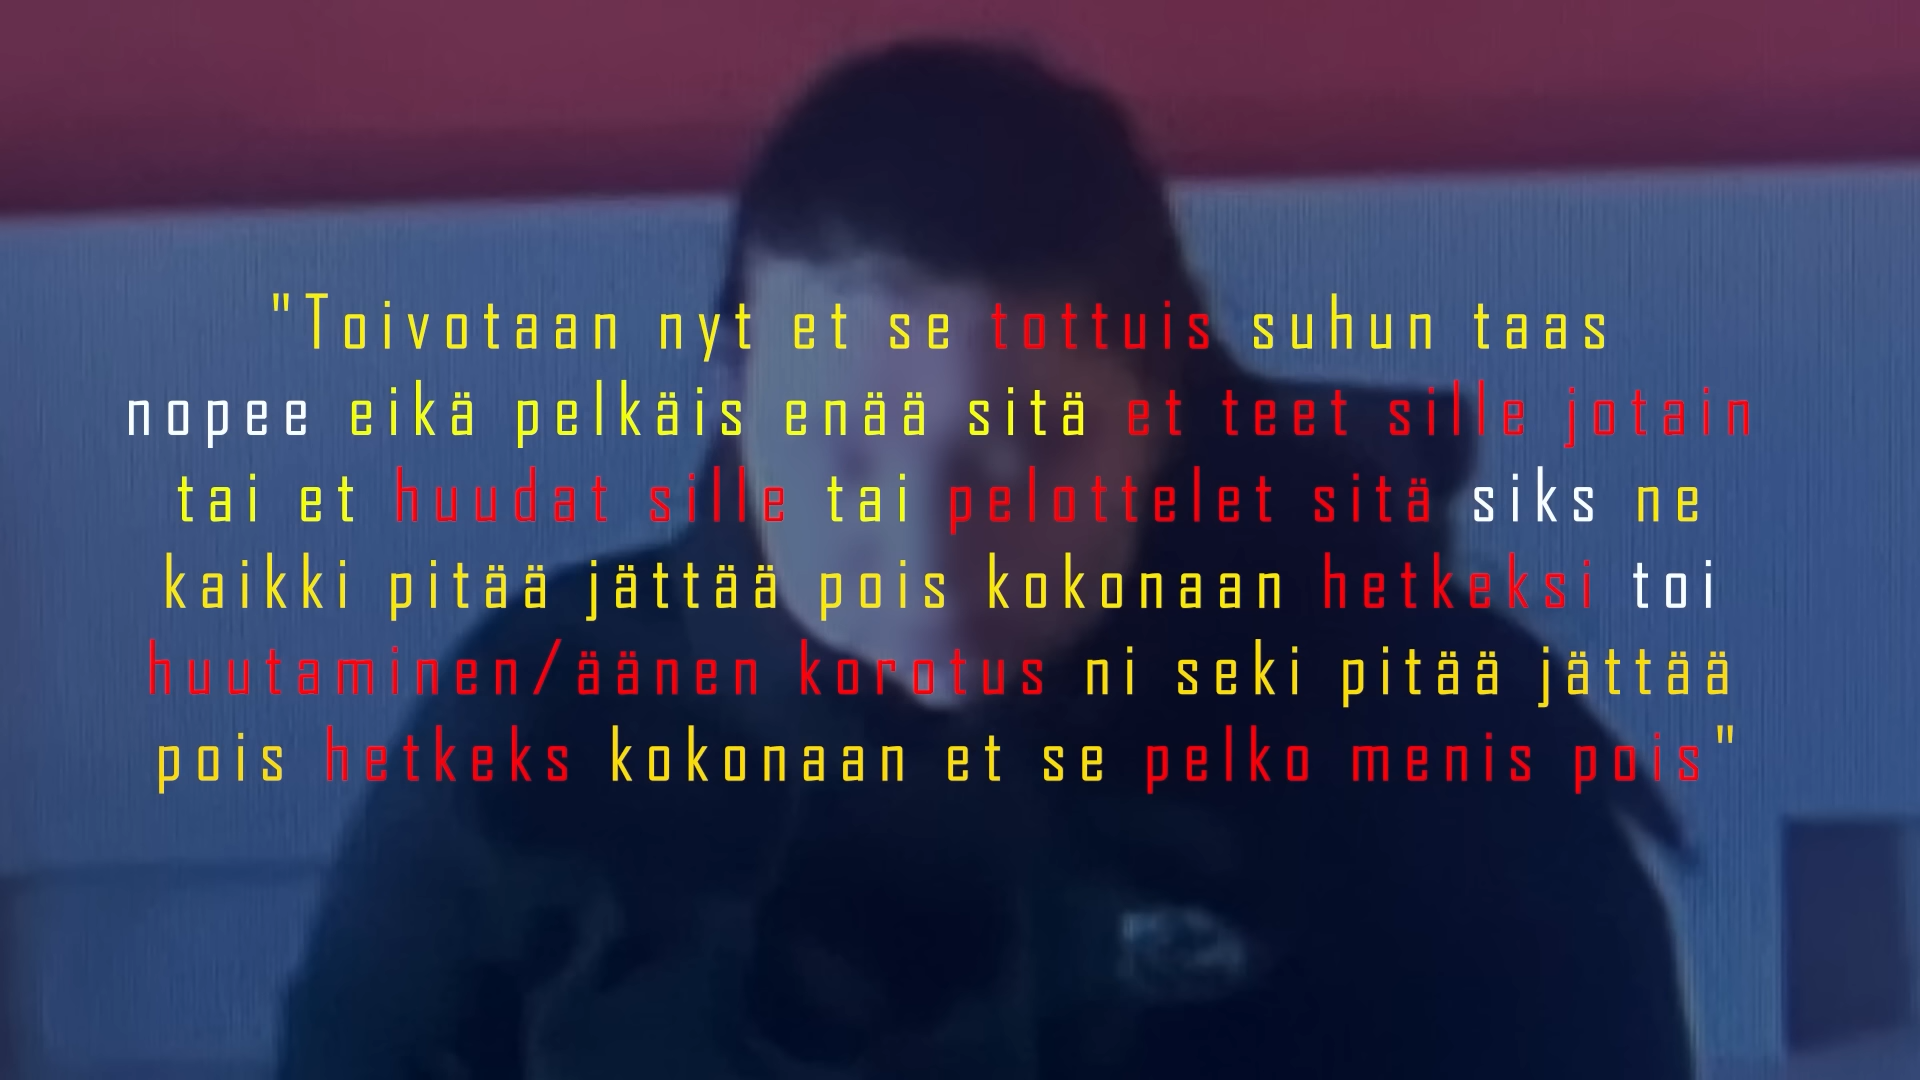 "Toivotaan nyt et se tottuis suhun taas
nopee eikä pelkäis enää sitä et teet sille jotain
tai et huudat sille tai pelottelet sitä siks ne
kaikki pitää jättää pois kokonaan hetkeksi toi
huutaminen/äänen korotus ni seki pitää jättää
pois hetkeks kokonaan et se pelko menis pois"